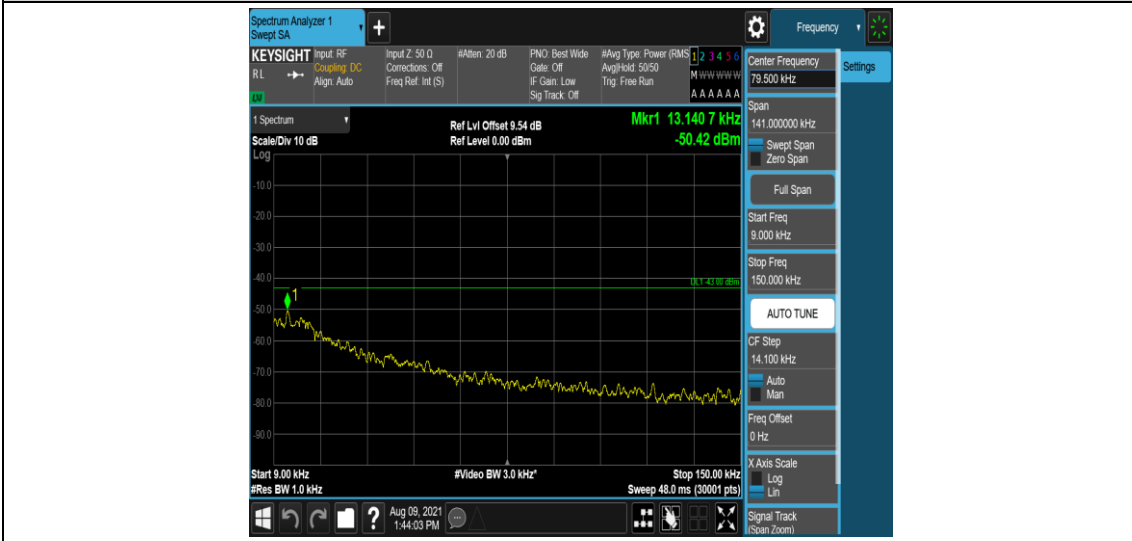 Spectrum Analyzer 1
Swept SA
+
Frequency
KEYSIGHT
RL
Input: RF
Coupling: DC
Align: Auto
Input Z: 50 Ω
Corrections: Off
Freq Ref: Int (S)
#Atten: 20 dB
PNO: Best Wide
Gate: Off
IF Gain: Low
Sig Track: Off
#Avg Type: Power (RMS
Avg|Hold: 50/50
Trig: Free Run
1 2 3 4 5 6
M W W W W W
A A A A A A
1 Spectrum
Scale/Div 10 dB
Log
Ref Lvl Offset 9.54 dB
Ref Level 0.00 dBm
Mkr1 13.140 7 kHz
-50.42 dBm
-10.0
-20.0
-30.0
-40.0
DL1 -43.00 dBm
1
-50.0
-60.0
-70.0
-80.0
-90.0
Start 9.00 kHz
#Res BW 1.0 kHz
#Video BW 3.0 kHz*
Stop 150.00 kHz
Sweep 48.0 ms (30001 pts)
?
Aug 09, 2021
1:44:03 PM
Center Frequency
79.500 kHz
Settings
Span
141.000000 kHz
Swept Span
Zero Span
Full Span
Start Freq
9.000 kHz
Stop Freq
150.000 kHz
AUTO TUNE
CF Step
14.100 kHz
Auto
Man
Freq Offset
0 Hz
X Axis Scale
Log
Lin
Signal Track
(Span Zoom)